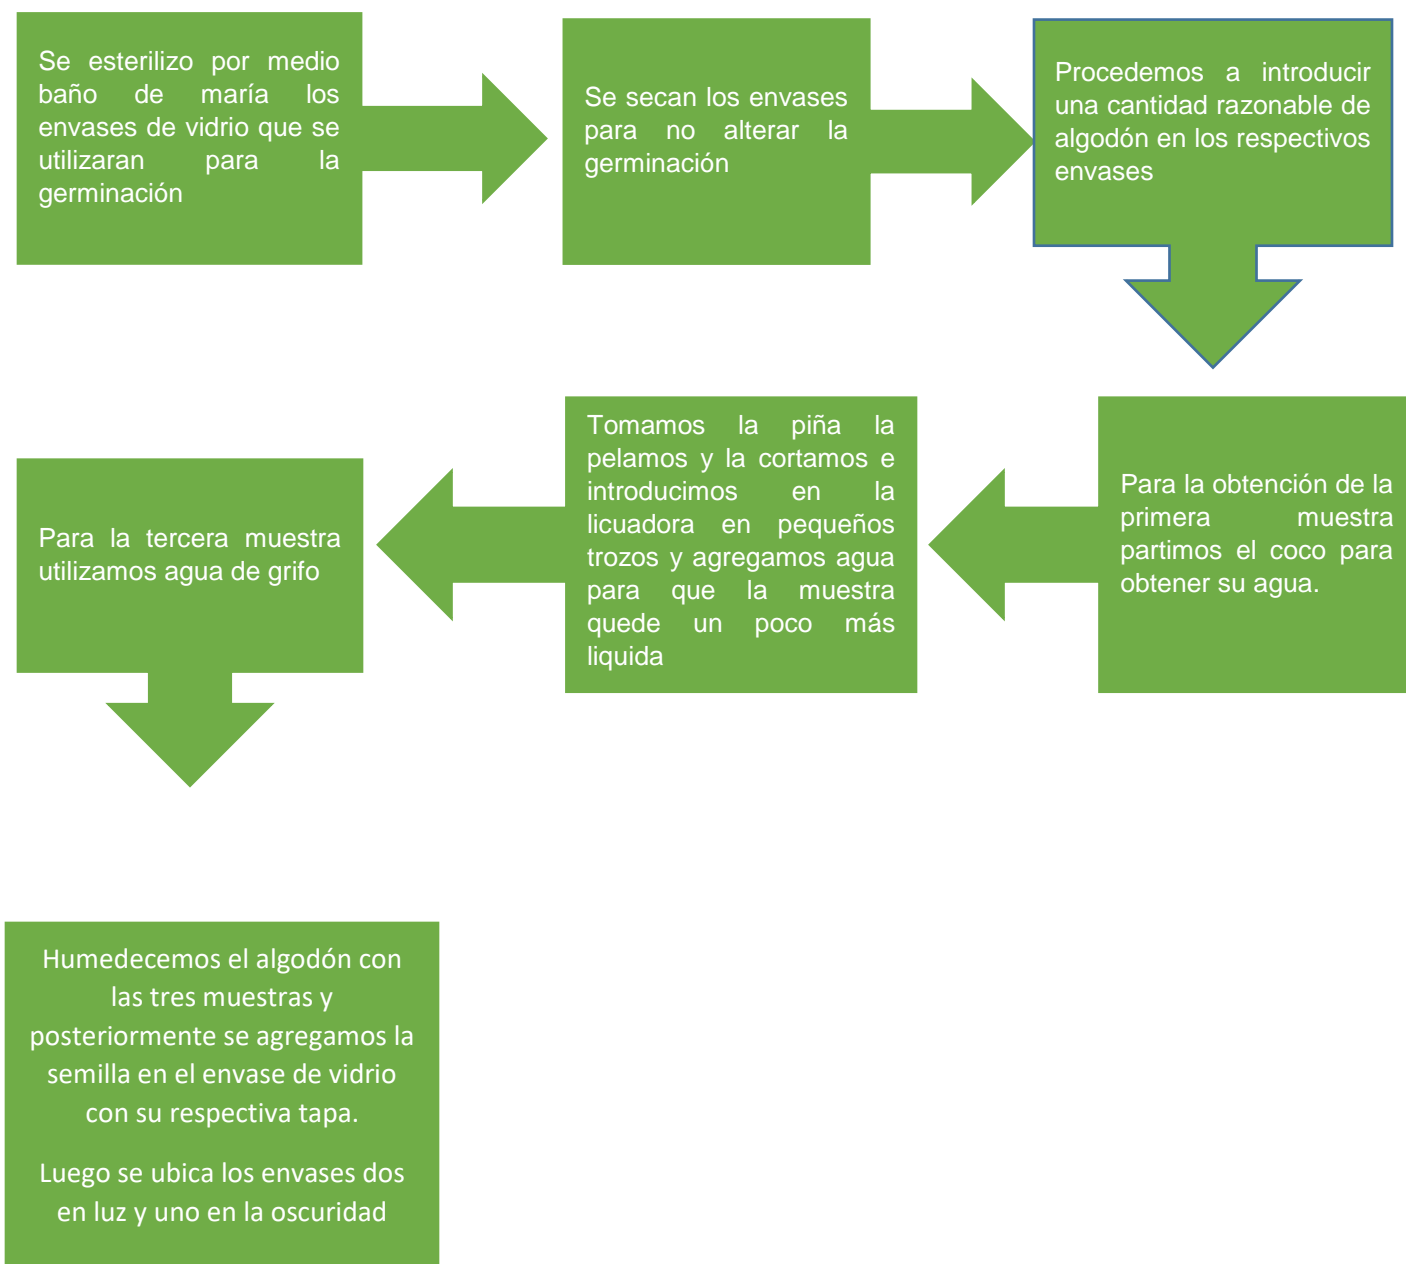 Se esterilizo por medio
baño de maría los
envases de vidrio que se
utilizaran para la
germinación
Se secan los envases
para no alterar la
germinación
Procedemos a introducir
una cantidad razonable de
algodón en los respectivos
envases
Para la obtención de la
primera muestra
partimos el coco para
obtener su agua.
Tomamos la piña la
pelamos y la cortamos e
introducimos en la
licuadora en pequeños
trozos y agregamos agua
para que la muestra
quede un poco más
liquida
Para la tercera muestra
utilizamos agua de grifo
Humedecemos el algodón con
las tres muestras y
posteriormente se agregamos la
semilla en el envase de vidrio
con su respectiva tapa.
Luego se ubica los envases dos
en luz y uno en la oscuridad